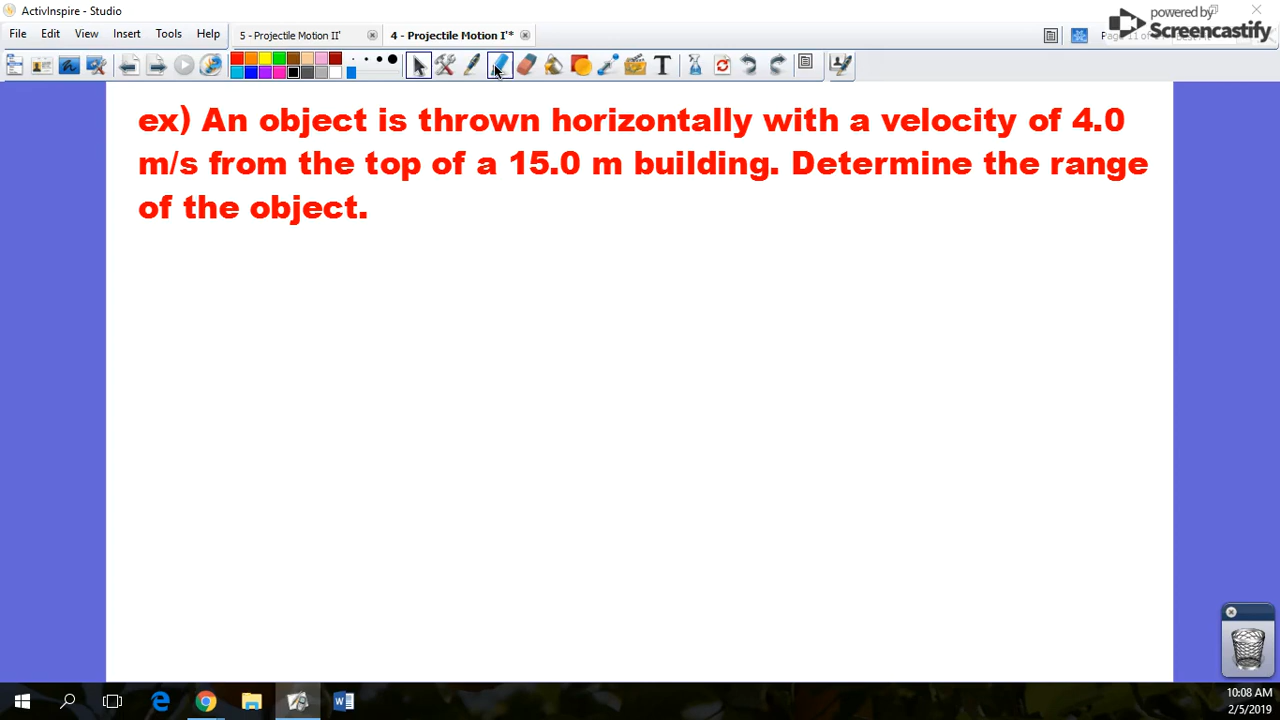 ActivInspire - Studio
powered by
Screencastify
File Edit View Insert Tools Help
5 - Projectile Motion II'
4 - Projectile Motion I'*
T
ex) An object is thrown horizontally with a velocity of 4.0
m/s from the top of a 15.0 m building. Determine the range
of the object.
10:08 AM
2/5/2019